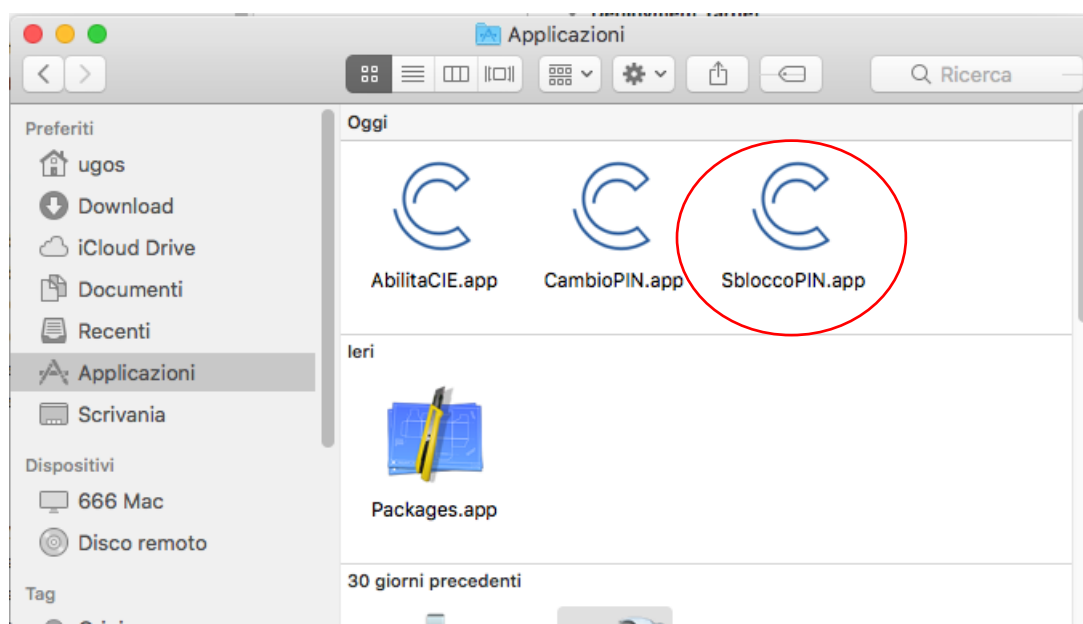 Applicazioni
Ricerca
Preferiti
ugos
Download
iCloud Drive
Documenti
Recenti
Applicazioni
Scrivania
Dispositivi
666 Mac
Disco remoto
Tag
Oggi
AbilitaCIE.app
CambioPIN.app
SbloccoPIN.app
Ieri
Packages.app
30 giorni precedenti